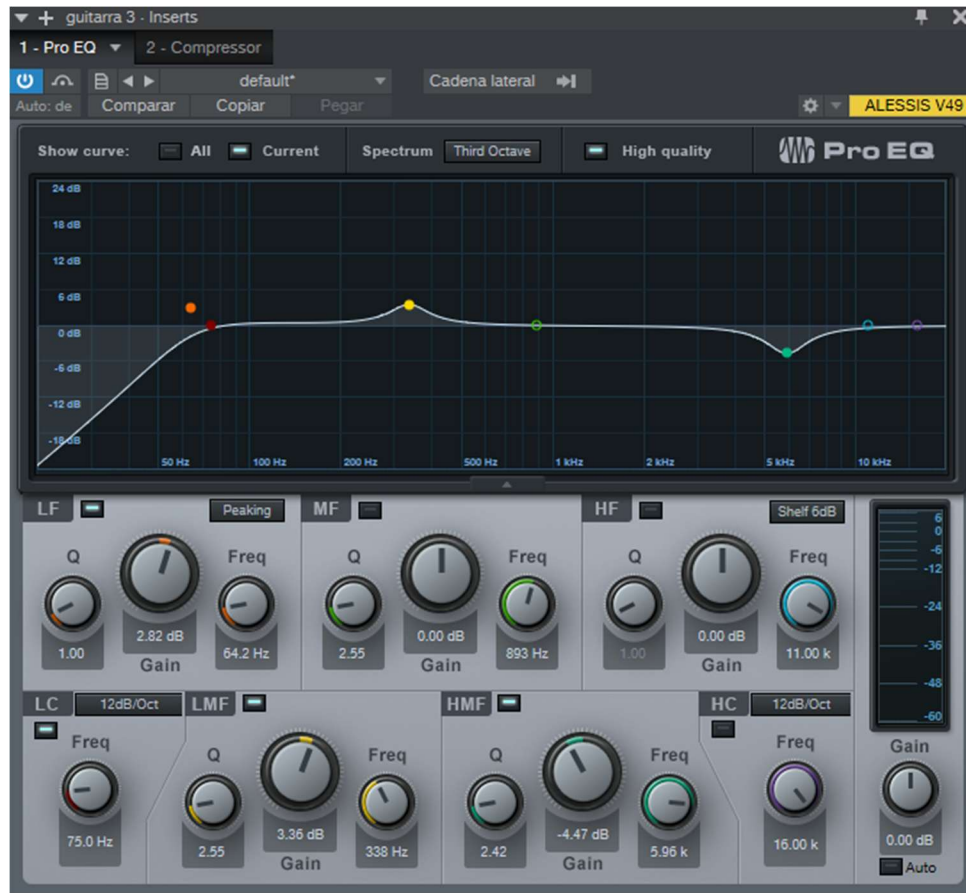 guitarra 3 - Inserts
1 - Pro EQ 2 - Compressor
default* Cadena lateral
Auto: de Comparar Copiar Pegar ALESSIS V49
Show curve: All Current Spectrum Third Octave High quality Pro EQ
24 dB
18 dB
12 dB
6 dB
0 dB
-6 dB
-12 dB
-18 dB
50 Hz 100 Hz 200 Hz 500 Hz 1 kHz 2 kHz 5 kHz 10 kHz
LF Peaking MF HF Shelf 6dB
Q Freq Q Freq Q Freq
1.00 2.82 dB 64.2 Hz 2.55 0.00 dB 893 Hz 1.00 0.00 dB 11.00 k
Gain Gain Gain
6
0
-6
-12
-24
-36
-48
-60
LC 12dB/Oct LMF HMF HC 12dB/Oct
Freq Q Freq Q Freq Freq Gain
75.0 Hz 2.55 3.36 dB 338 Hz 2.42 -4.47 dB 5.96 k 16.00 k 0.00 dB
Gain Gain Auto